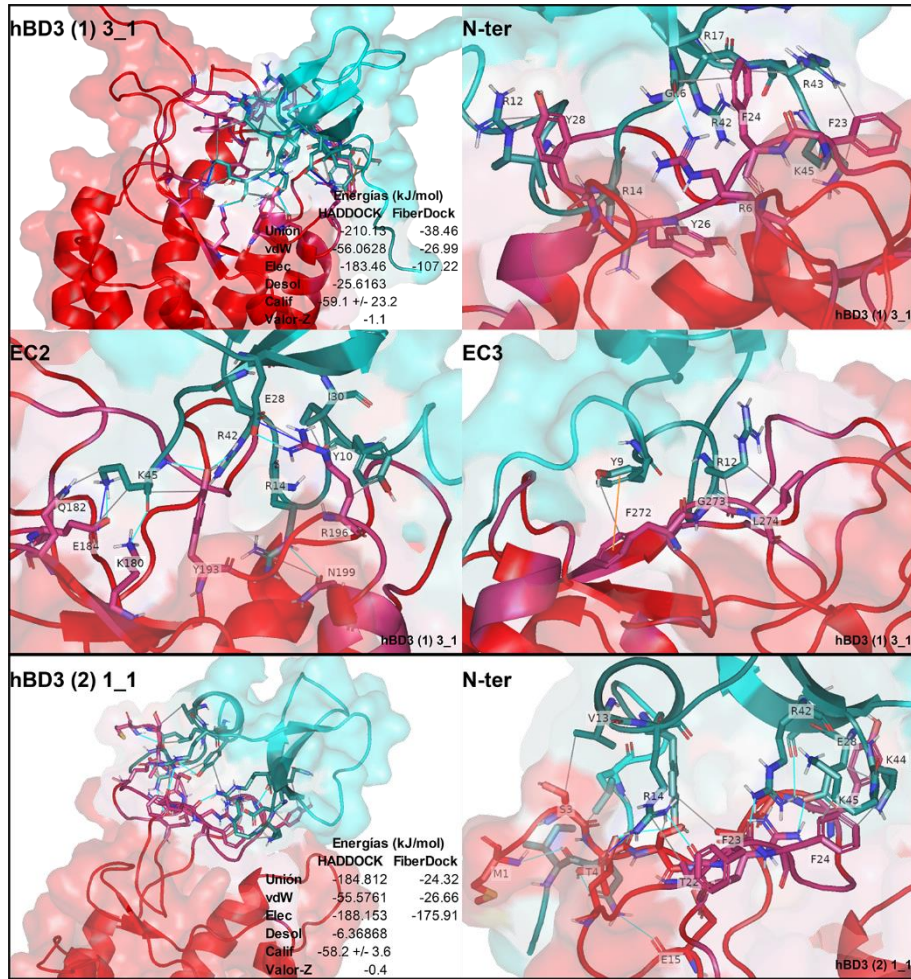 hBD3 (1) 3_1
Energías (kJ/mol)
HADDOCK FiberDock
Unión -210.13 -38.46
vdW -56.0628 -26.99
Elec -183.46 -107.22
Desol -25.6163
Calif -59.1 +/- 23.2
Valor-Z -1.1
N-ter
R17
R12
Y28
R43
R42
F24
F23
K45
R14
R6
Y26
hBD3 (1) 3_1
EC2
E28
I30
R42
K45
Y10
R14
Q182
R196
E184
K180
Y193
N199
hBD3 (1) 3_1
EC3
Y9
R12
F272
G273
L274
hBD3 (1) 3_1
hBD3 (2) 1_1
Energías (kJ/mol)
HADDOCK FiberDock
Unión -184.812 -24.32
vdW -55.5761 -26.66
Elec -188.153 -175.91
Desol -6.36868
Calif -58.2 +/- 3.6
Valor-Z -0.4
N-ter
R42
V13
E28
K44
S3
R14
K45
F23
M1
T4
F24
T22
E15
hBD3 (2) 1_1